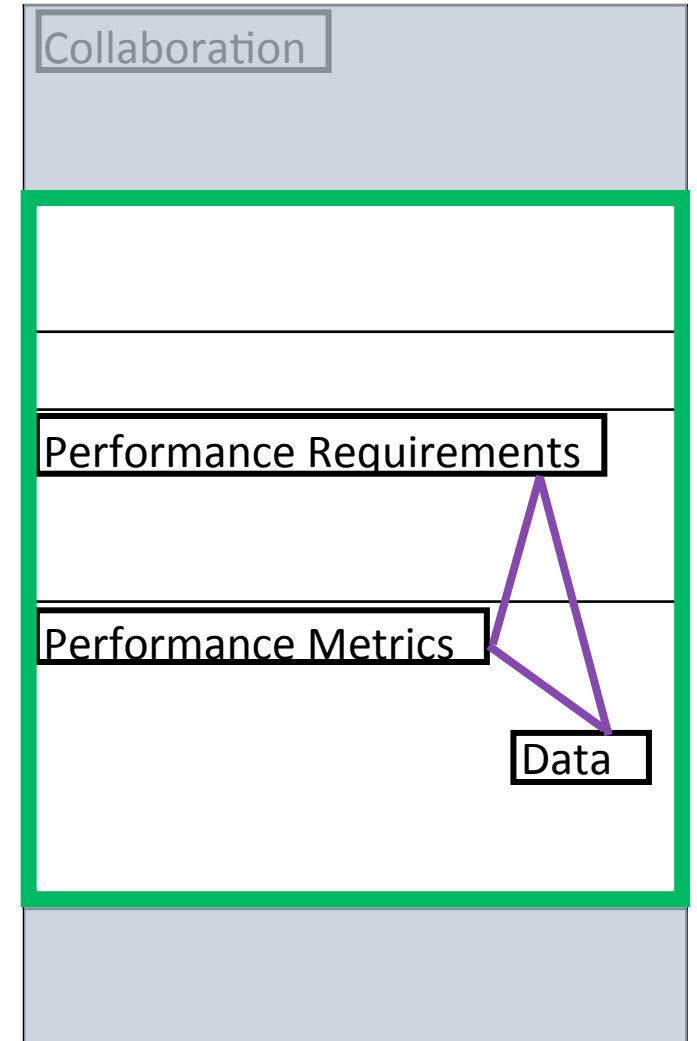 Collaboration
Performance Requirements
Performance Metrics
Data